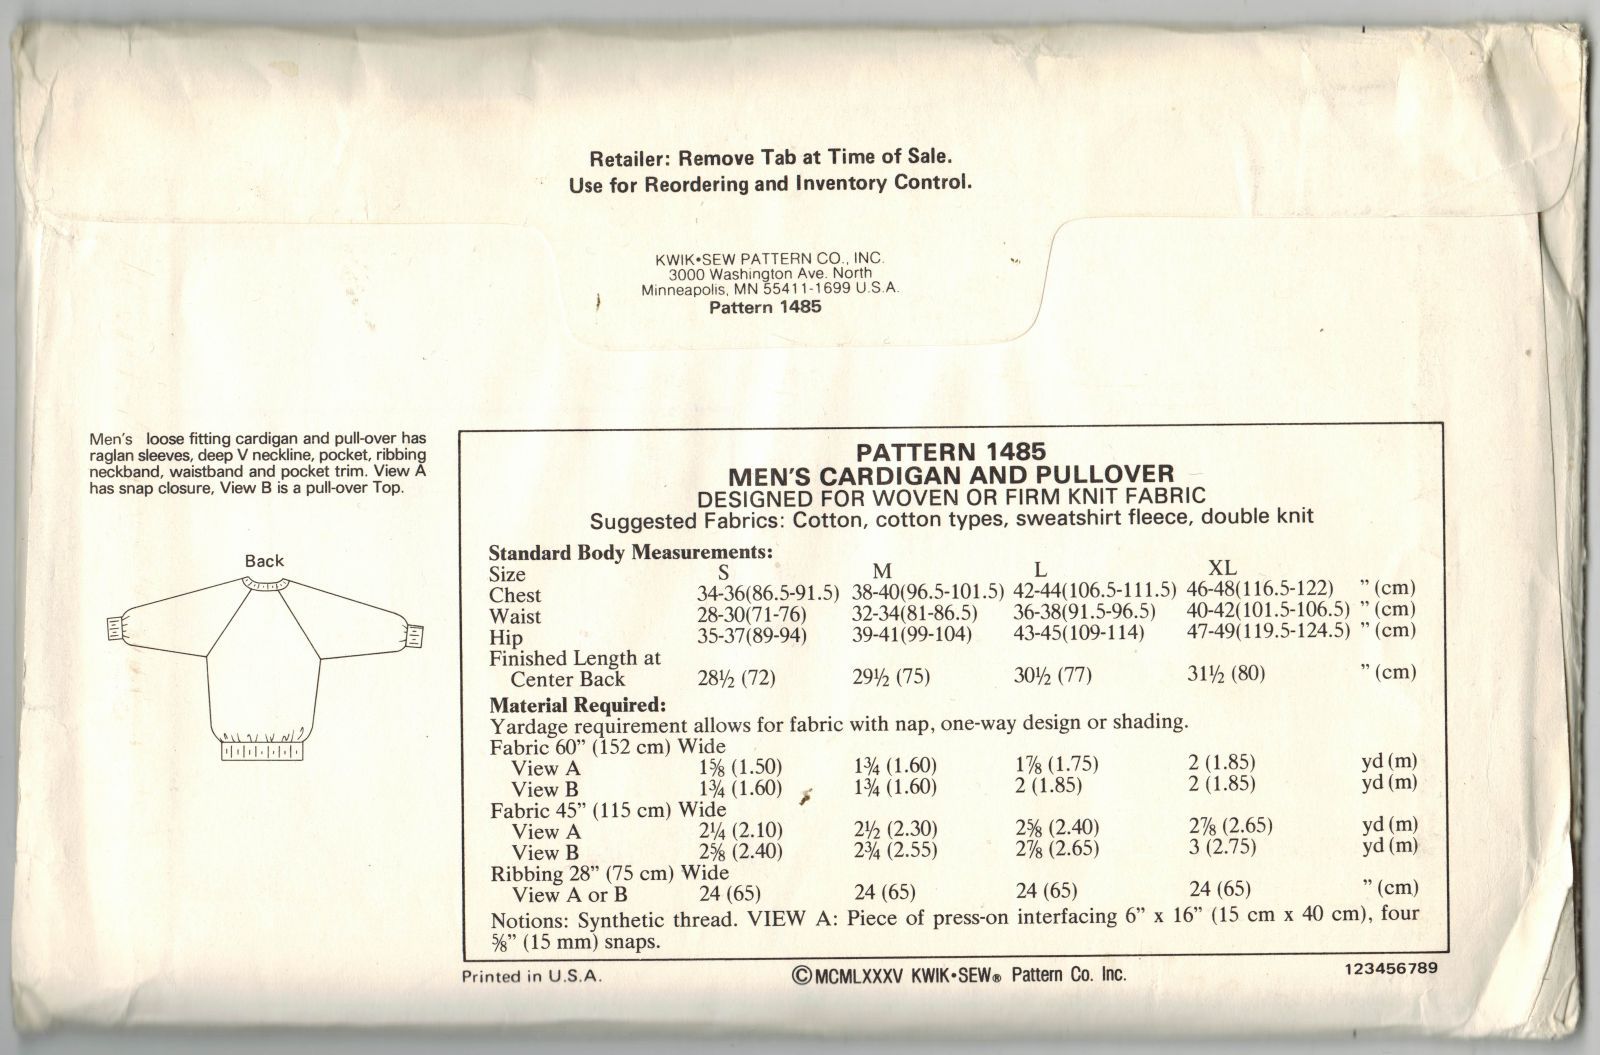 Retailer: Remove Tab at Time of Sale.
Use for Reordering and Inventory Control.
KWIK•SEW PATTERN CO., INC.
3000 Washington Ave. North
Minneapolis, MN 55411-1699 U.S.A.
Pattern 1485
Men's loose fitting cardigan and pull-over has
raglan sleeves, deep V neckline, pocket, ribbing
neckband, waistband and pocket trim. View A
has snap closure, View B is a pull-over Top.
Back
PATTERN 1485
MEN'S CARDIGAN AND PULLOVER
DESIGNED FOR WOVEN OR FIRM KNIT FABRIC
Suggested Fabrics: Cotton, cotton types, sweatshirt fleece, double knit
Standard Body Measurements:
Size S M L XL
Chest 34-36(86.5-91.5) 38-40(96.5-101.5) 42-44(106.5-111.5) 46-48(116.5-122) ” (cm)
Waist 28-30(71-76) 32-34(81-86.5) 36-38(91.5-96.5) 40-42(101.5-106.5) ” (cm)
Hip 35-37(89-94) 39-41(99-104) 43-45(109-114) 47-49(119.5-124.5) ” (cm)
Finished Length at
Center Back 28½ (72) 29½ (75) 30½ (77) 31½ (80) ” (cm)
Material Required:
Yardage requirement allows for fabric with nap, one-way design or shading.
Fabric 60” (152 cm) Wide
View A 1⅝ (1.50) 1¾ (1.60) 1⅞ (1.75) 2 (1.85) yd (m)
View B 1¾ (1.60) 1¾ (1.60) 2 (1.85) 2 (1.85) yd (m)
Fabric 45” (115 cm) Wide
View A 2¼ (2.10) 2½ (2.30) 2⅝ (2.40) 2⅞ (2.65) yd (m)
View B 2⅝ (2.40) 2¾ (2.55) 2⅞ (2.65) 3 (2.75) yd (m)
Ribbing 28” (75 cm) Wide
View A or B 24 (65) 24 (65) 24 (65) 24 (65) ” (cm)
Notions: Synthetic thread. VIEW A: Piece of press-on interfacing 6” x 16” (15 cm x 40 cm), four
⅝” (15 mm) snaps.
Printed in U.S.A. ©MCMLXXXV KWIK•SEW® Pattern Co. Inc. 123456789